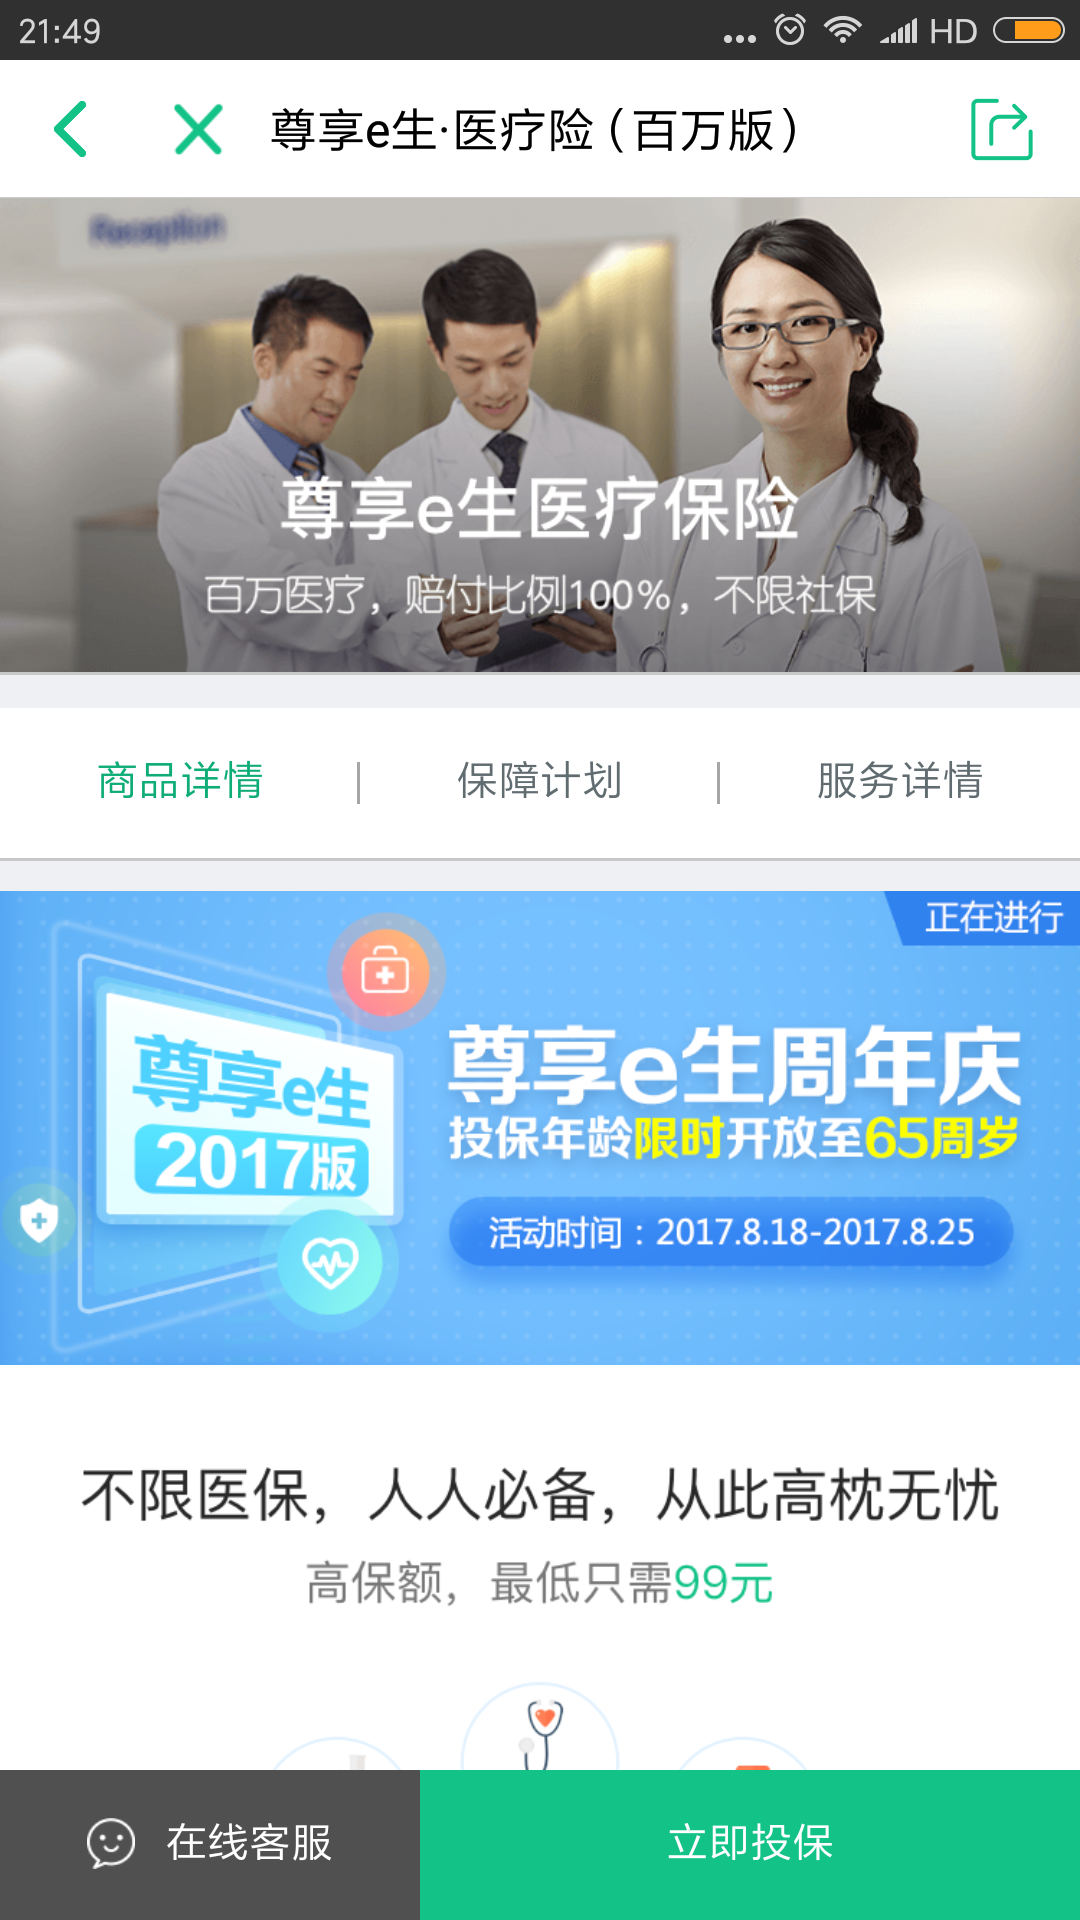 21:49
HD
尊享e生·医疗险（百万版）
Reception
尊享e生医疗保险
百万医疗，赔付比例100%，不限社保
商品详情
保障计划
服务详情
正在进行
尊享e生
2017版
尊享e生周年庆
投保年龄限时开放至65周岁
活动时间：2017.8.18-2017.8.25
不限医保，人人必备，从此高枕无忧
高保额，最低只需99元
在线客服
立即投保